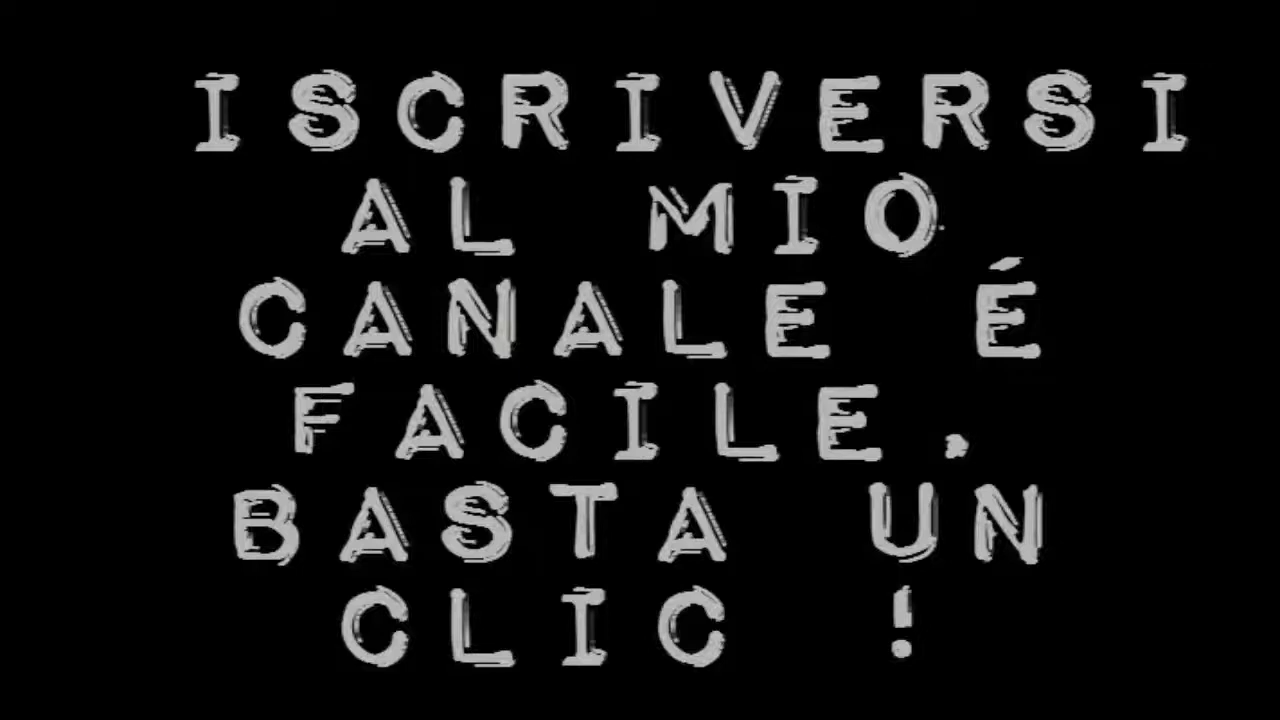 ISCRIVERSI
AL MIO
CANALE É
FACILE.
BASTA UN
CLIC !